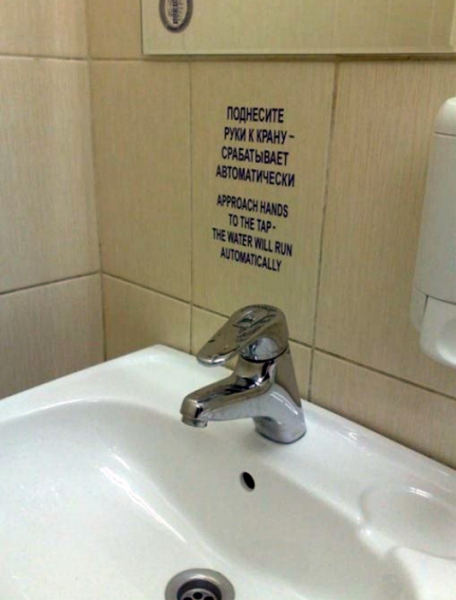 ПОДНЕСИТЕ
РУКИ К КРАНУ –
СРАБАТЫВАЕТ
АВТОМАТИЧЕСКИ
APPROACH HANDS
TO THE TAP -
THE WATER WILL RUN
AUTOMATICALLY